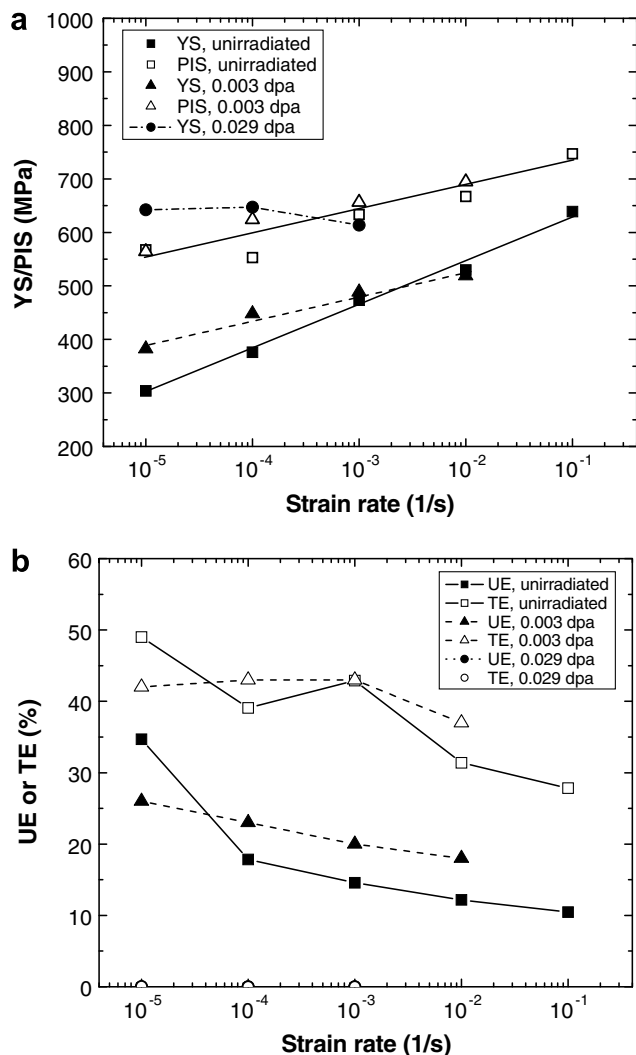 a
1000
900
800
700
600
500
400
300
200
YS/PIS (MPa)
YS, unirradiated
PIS, unirradiated
YS, 0.003 dpa
PIS, 0.003 dpa
YS, 0.029 dpa
10⁻⁵ 10⁻⁴ 10⁻³ 10⁻² 10⁻¹
Strain rate (1/s)
b
60
50
40
30
20
10
0
UE or TE (%)
UE, unirradiated
TE, unirradiated
UE, 0.003 dpa
TE, 0.003 dpa
UE, 0.029 dpa
TE, 0.029 dpa
10⁻⁵ 10⁻⁴ 10⁻³ 10⁻² 10⁻¹
Strain rate (1/s)